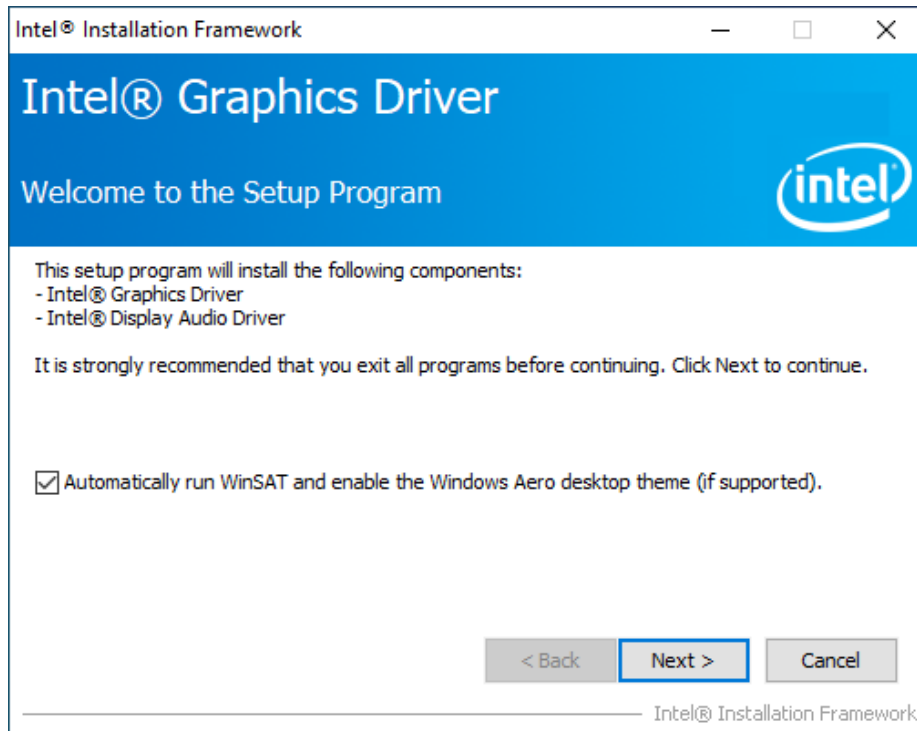 Intel® Installation Framework
Intel® Graphics Driver
Welcome to the Setup Program
intel
This setup program will install the following components:
- Intel® Graphics Driver
- Intel® Display Audio Driver
It is strongly recommended that you exit all programs before continuing. Click Next to continue.
Automatically run WinSAT and enable the Windows Aero desktop theme (if supported).
< Back
Next >
Cancel
Intel® Installation Framework